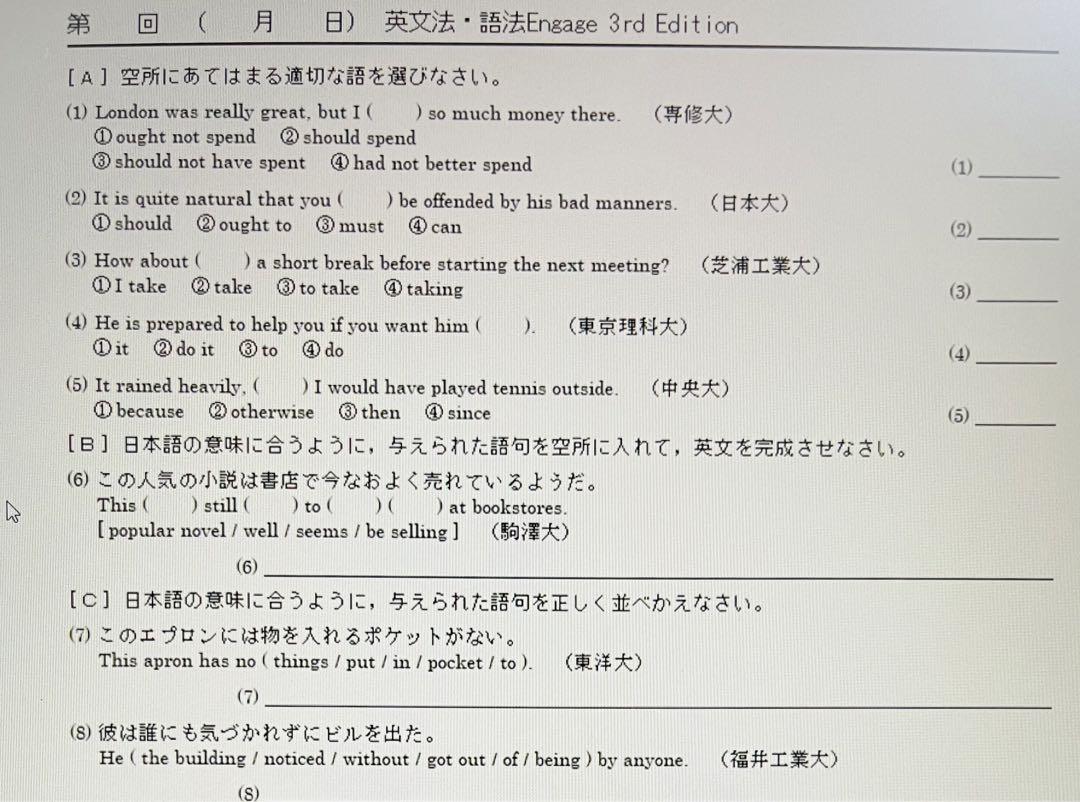 第　　回　（　　月　　日）　英文法・語法Engage 3rd Edition
［A］空所にあてはまる適切な語を選びなさい。
(1) London was really great, but I (　　) so much money there.　（専修大）
①ought not spend　②should spend
③should not have spent　④had not better spend　(1)
(2) It is quite natural that you (　　) be offended by his bad manners.　（日本大）
①should　②ought to　③must　④can　(2)
(3) How about (　　) a short break before starting the next meeting?　（芝浦工業大）
①I take　②take　③to take　④taking　(3)
(4) He is prepared to help you if you want him (　　).　（東京理科大）
①it　②do it　③to　④do　(4)
(5) It rained heavily, (　　) I would have played tennis outside.　（中央大）
①because　②otherwise　③then　④since　(5)
［B］日本語の意味に合うように，与えられた語句を空所に入れて，英文を完成させなさい。
(6) この人気の小説は書店で今なおよく売れているようだ。
This (　　) still (　　) to (　　) (　　) at bookstores.
[ popular novel / well / seems / be selling ]　（駒澤大）
(6)
［C］日本語の意味に合うように，与えられた語句を正しく並べかえなさい。
(7) このエプロンには物を入れるポケットがない。
This apron has no ( things / put / in / pocket / to ).　（東洋大）
(7)
(8) 彼は誰にも気づかれずにビルを出た。
He ( the building / noticed / without / got out / of / being ) by anyone.　（福井工業大）
(8)